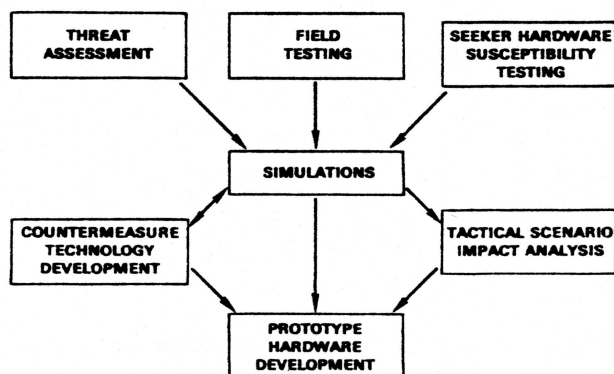 THREAT
ASSESSMENT
FIELD
TESTING
SEEKER HARDWARE
SUSCEPTIBILITY
TESTING
SIMULATIONS
COUNTERMEASURE
TECHNOLOGY
DEVELOPMENT
TACTICAL SCENARIO
IMPACT ANALYSIS
PROTOTYPE
HARDWARE
DEVELOPMENT